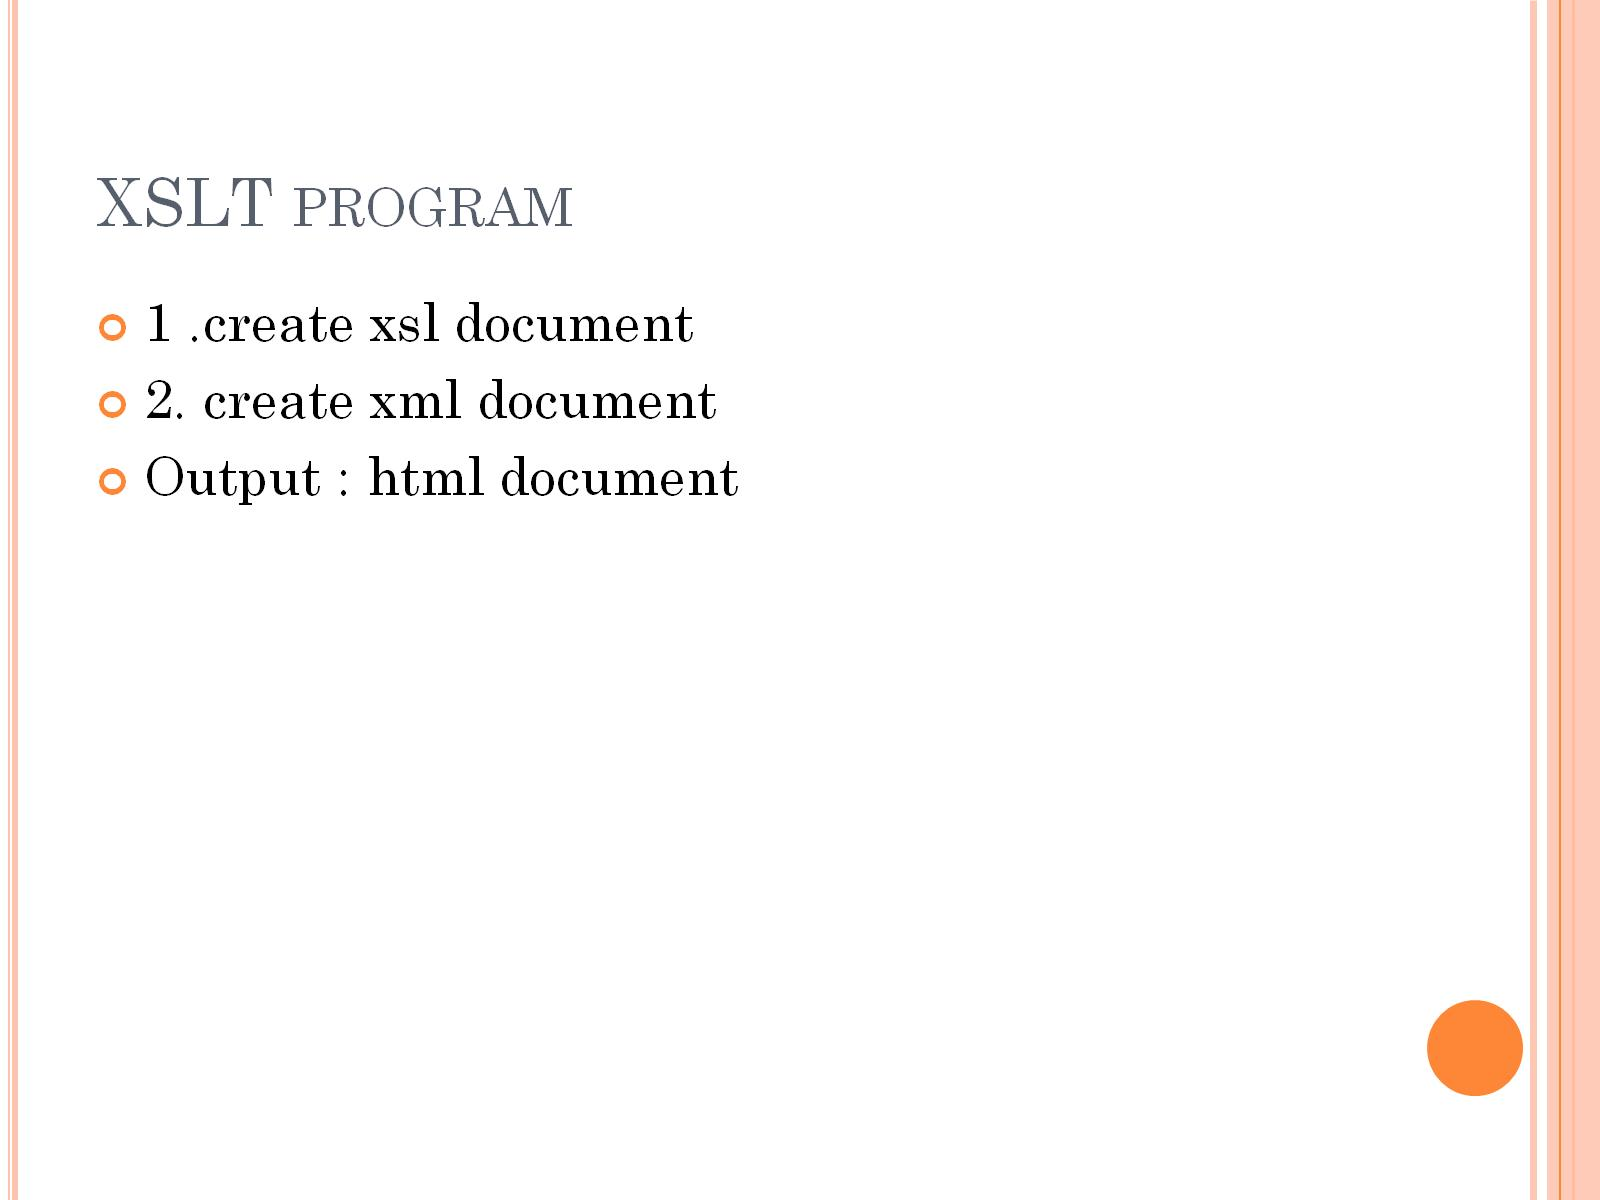 XSLT PROGRAM
1 .create xsl document
2. create xml document
Output : html document